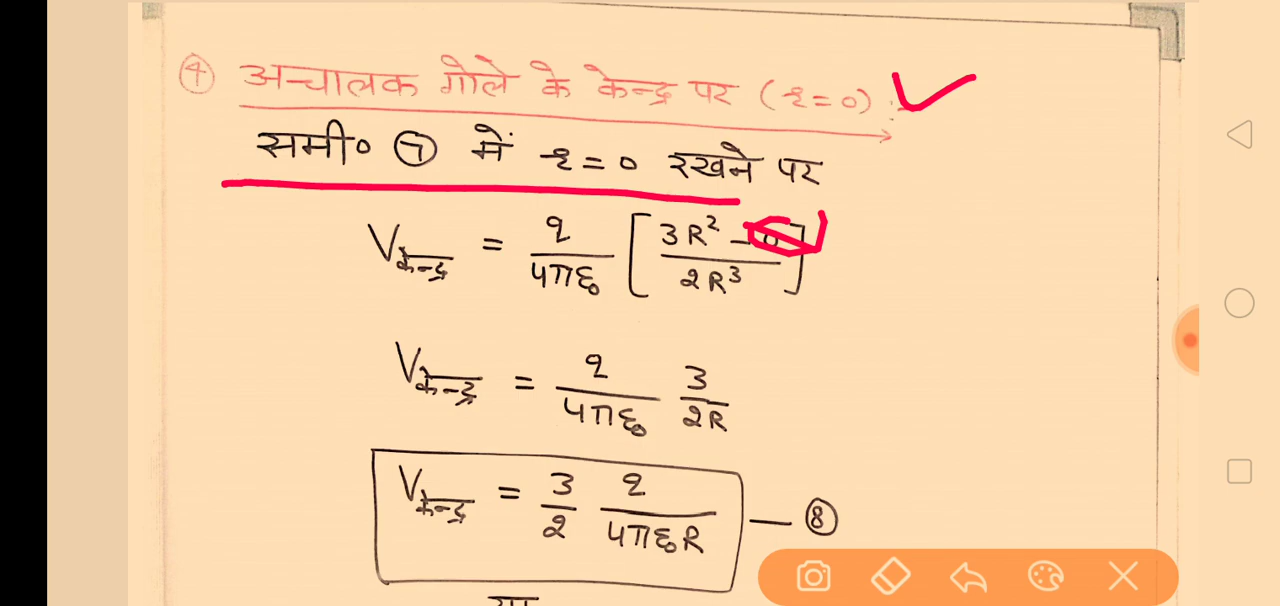 ④ अचालक गोले के केन्द्र पर (r=0) :
समी० ⑦ में r=0 रखने पर
V केन्द्र = q/4πε₀ [3R² - 0 / 2R³]
V केन्द्र = q/4πε₀ 3/2R
V केन्द्र = 3/2 q/4πε₀R — ⑧
या